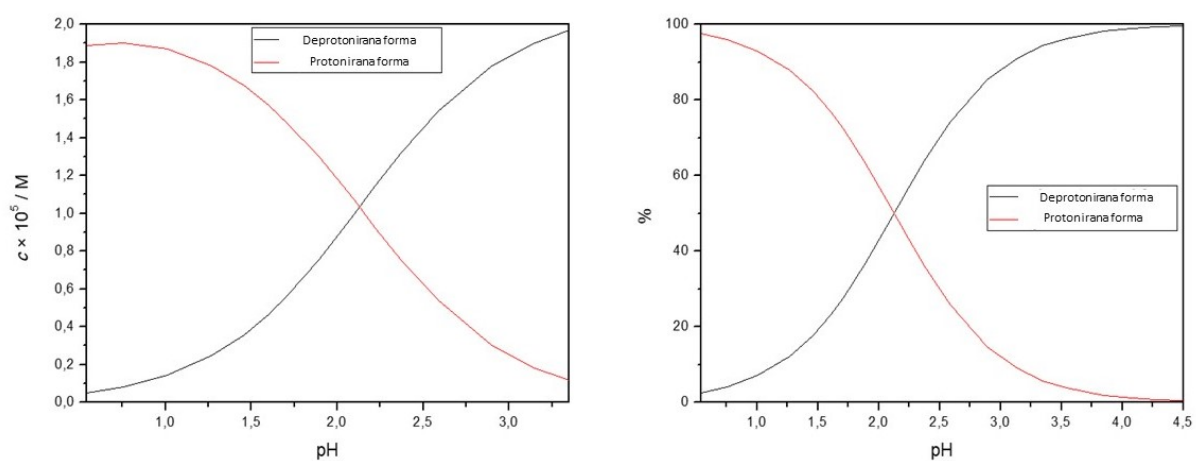 2,0
1,8
1,6
1,4
1,2
1,0
0,8
0,6
0,4
0,2
0,0
c × 10⁵ / M
Deprotonirana forma
Protonirana forma
1,0 1,5 2,0 2,5 3,0
pH
100
80
60
40
20
0
%
Deprotonirana forma
Protonirana forma
1,0 1,5 2,0 2,5 3,0 3,5 4,0 4,5
pH